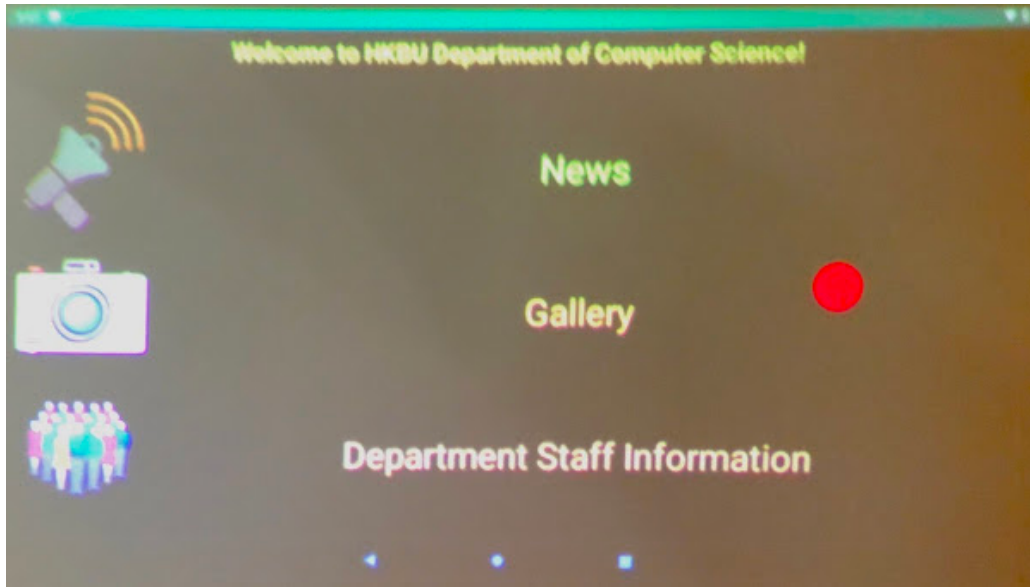 Welcome to HKBU Department of Computer Science!
News
Gallery
Department Staff Information